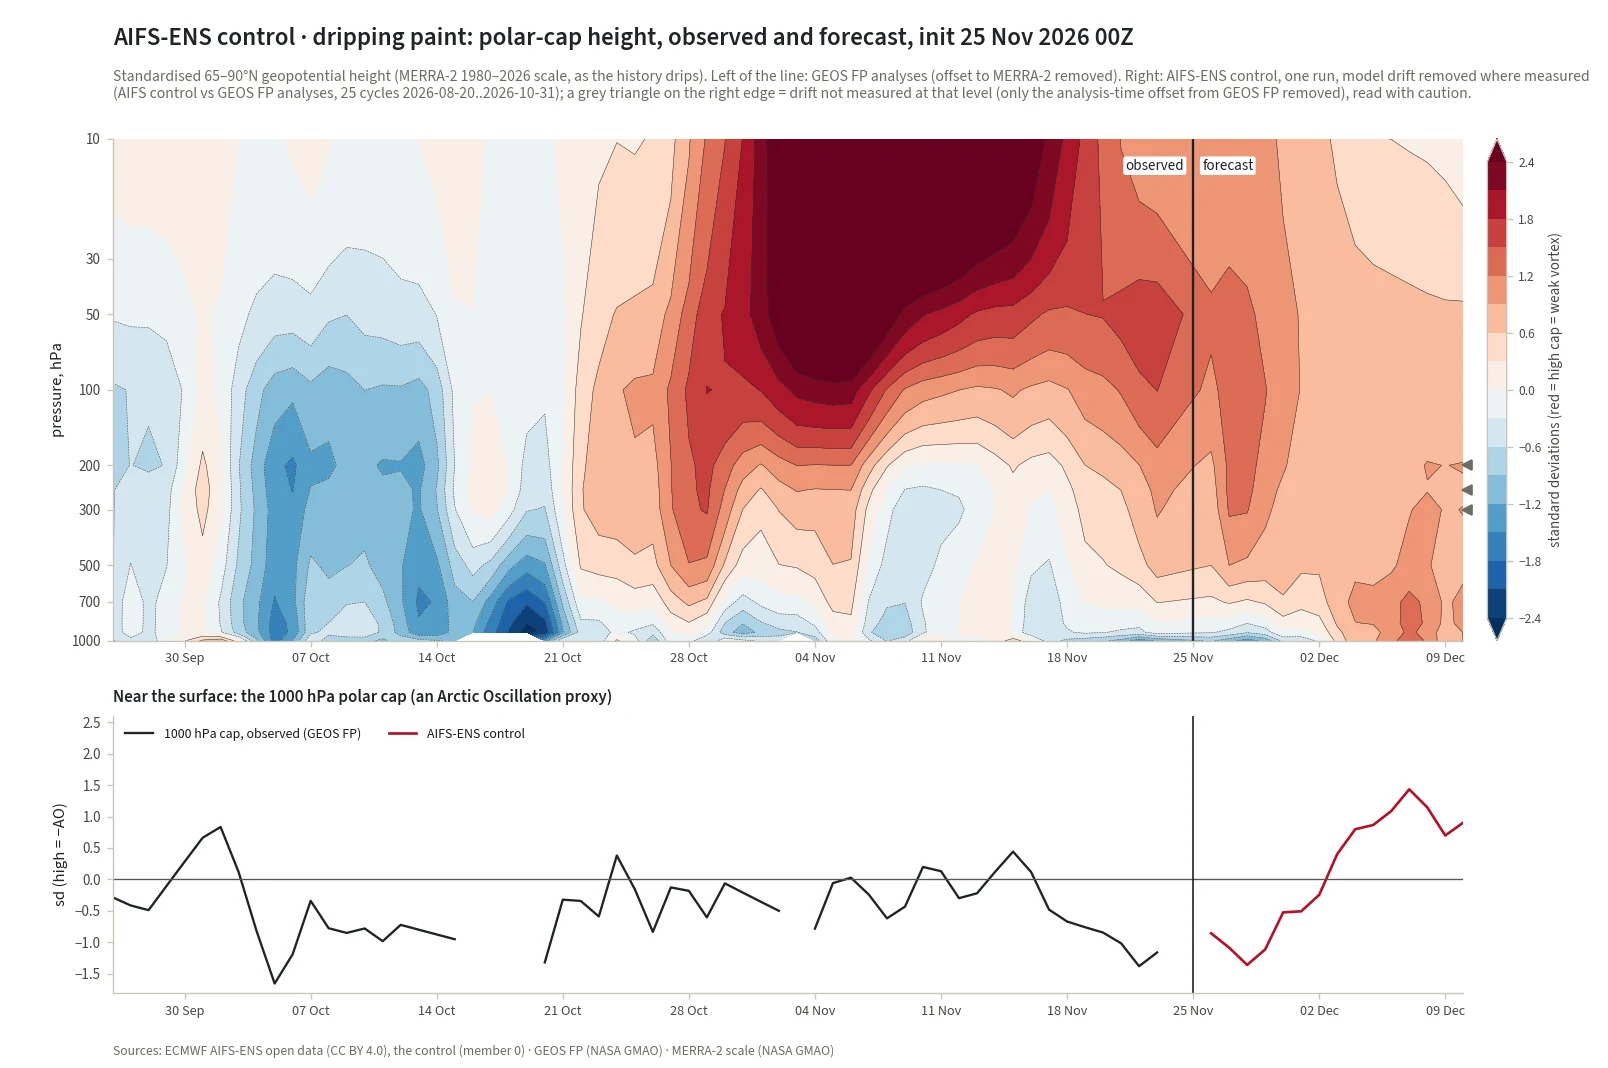 AIFS-ENS control · dripping paint: polar-cap height, observed and forecast, init 25 Nov 2026 00Z
Standardised 65–90°N geopotential height (MERRA-2 1980–2026 scale, as the history drips). Left of the line: GEOS FP analyses (offset to MERRA-2 removed). Right: AIFS-ENS control, one run, model drift removed where measured
(AIFS control vs GEOS FP analyses, 25 cycles 2026-08-20..2026-10-31); a grey triangle on the right edge = drift not measured at that level (only the analysis-time offset from GEOS FP removed), read with caution.
pressure, hPa
10
30
50
100
200
300
500
700
1000
observed
forecast
30 Sep
07 Oct
14 Oct
21 Oct
28 Oct
04 Nov
11 Nov
18 Nov
25 Nov
02 Dec
09 Dec
2.4
1.8
1.2
0.6
0.0
−0.6
−1.2
−1.8
−2.4
standard deviations (red = high cap = weak vortex)
Near the surface: the 1000 hPa polar cap (an Arctic Oscillation proxy)
1000 hPa cap, observed (GEOS FP)
AIFS-ENS control
sd (high = −AO)
2.5
2.0
1.5
1.0
0.5
0.0
−0.5
−1.0
−1.5
30 Sep
07 Oct
14 Oct
21 Oct
28 Oct
04 Nov
11 Nov
18 Nov
25 Nov
02 Dec
09 Dec
Sources: ECMWF AIFS-ENS open data (CC BY 4.0), the control (member 0) · GEOS FP (NASA GMAO) · MERRA-2 scale (NASA GMAO)